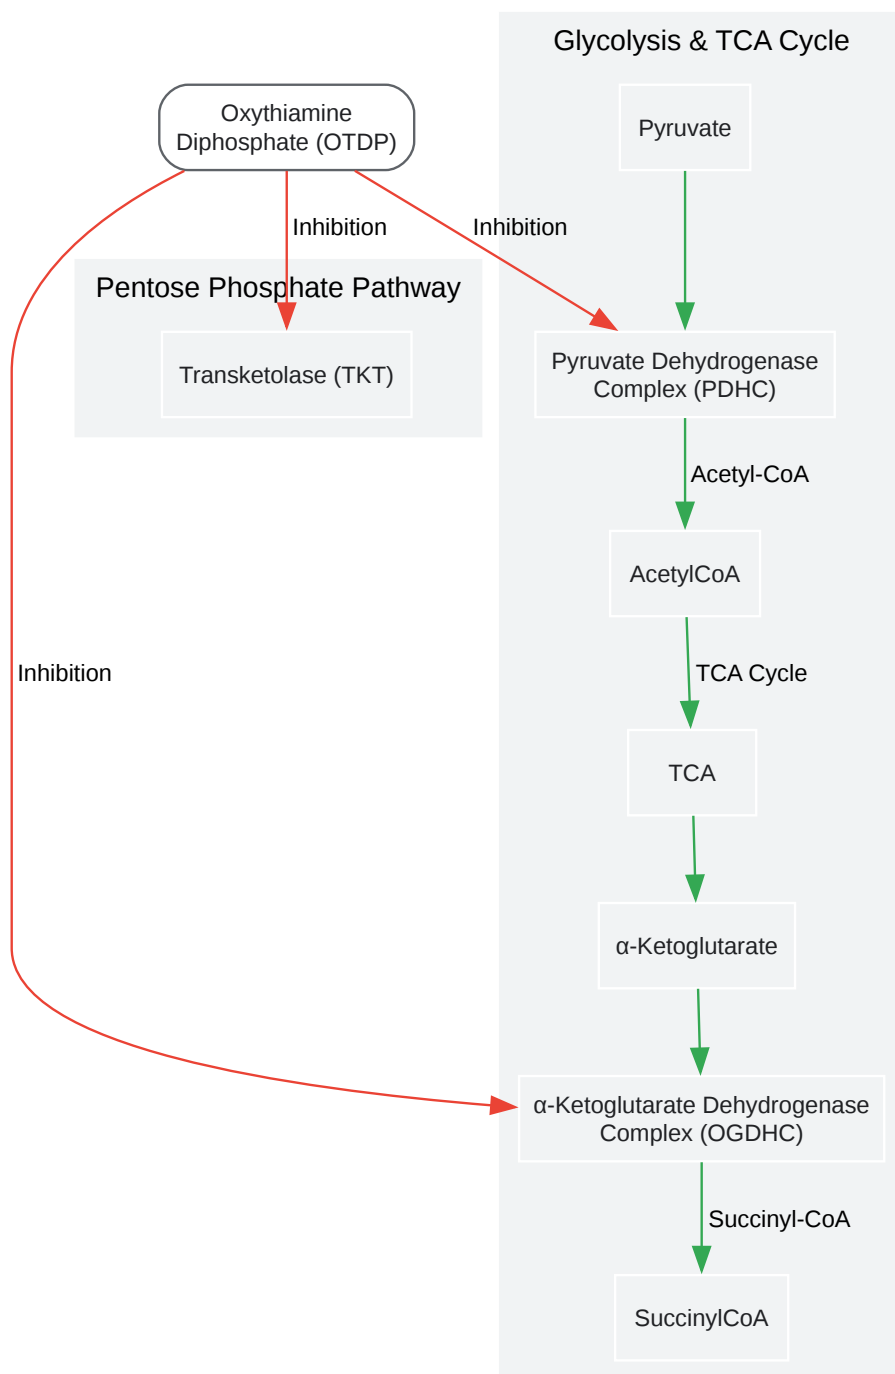 Glycolysis & TCA Cycle
Oxythiamine
Diphosphate (OTDP)
Pyruvate
Inhibition
Inhibition
Pentose Phosphate Pathway
Transketolase (TKT)
Pyruvate Dehydrogenase
Complex (PDHC)
Acetyl-CoA
AcetylCoA
Inhibition
TCA Cycle
TCA
α-Ketoglutarate
α-Ketoglutarate Dehydrogenase
Complex (OGDHC)
Succinyl-CoA
SuccinylCoA